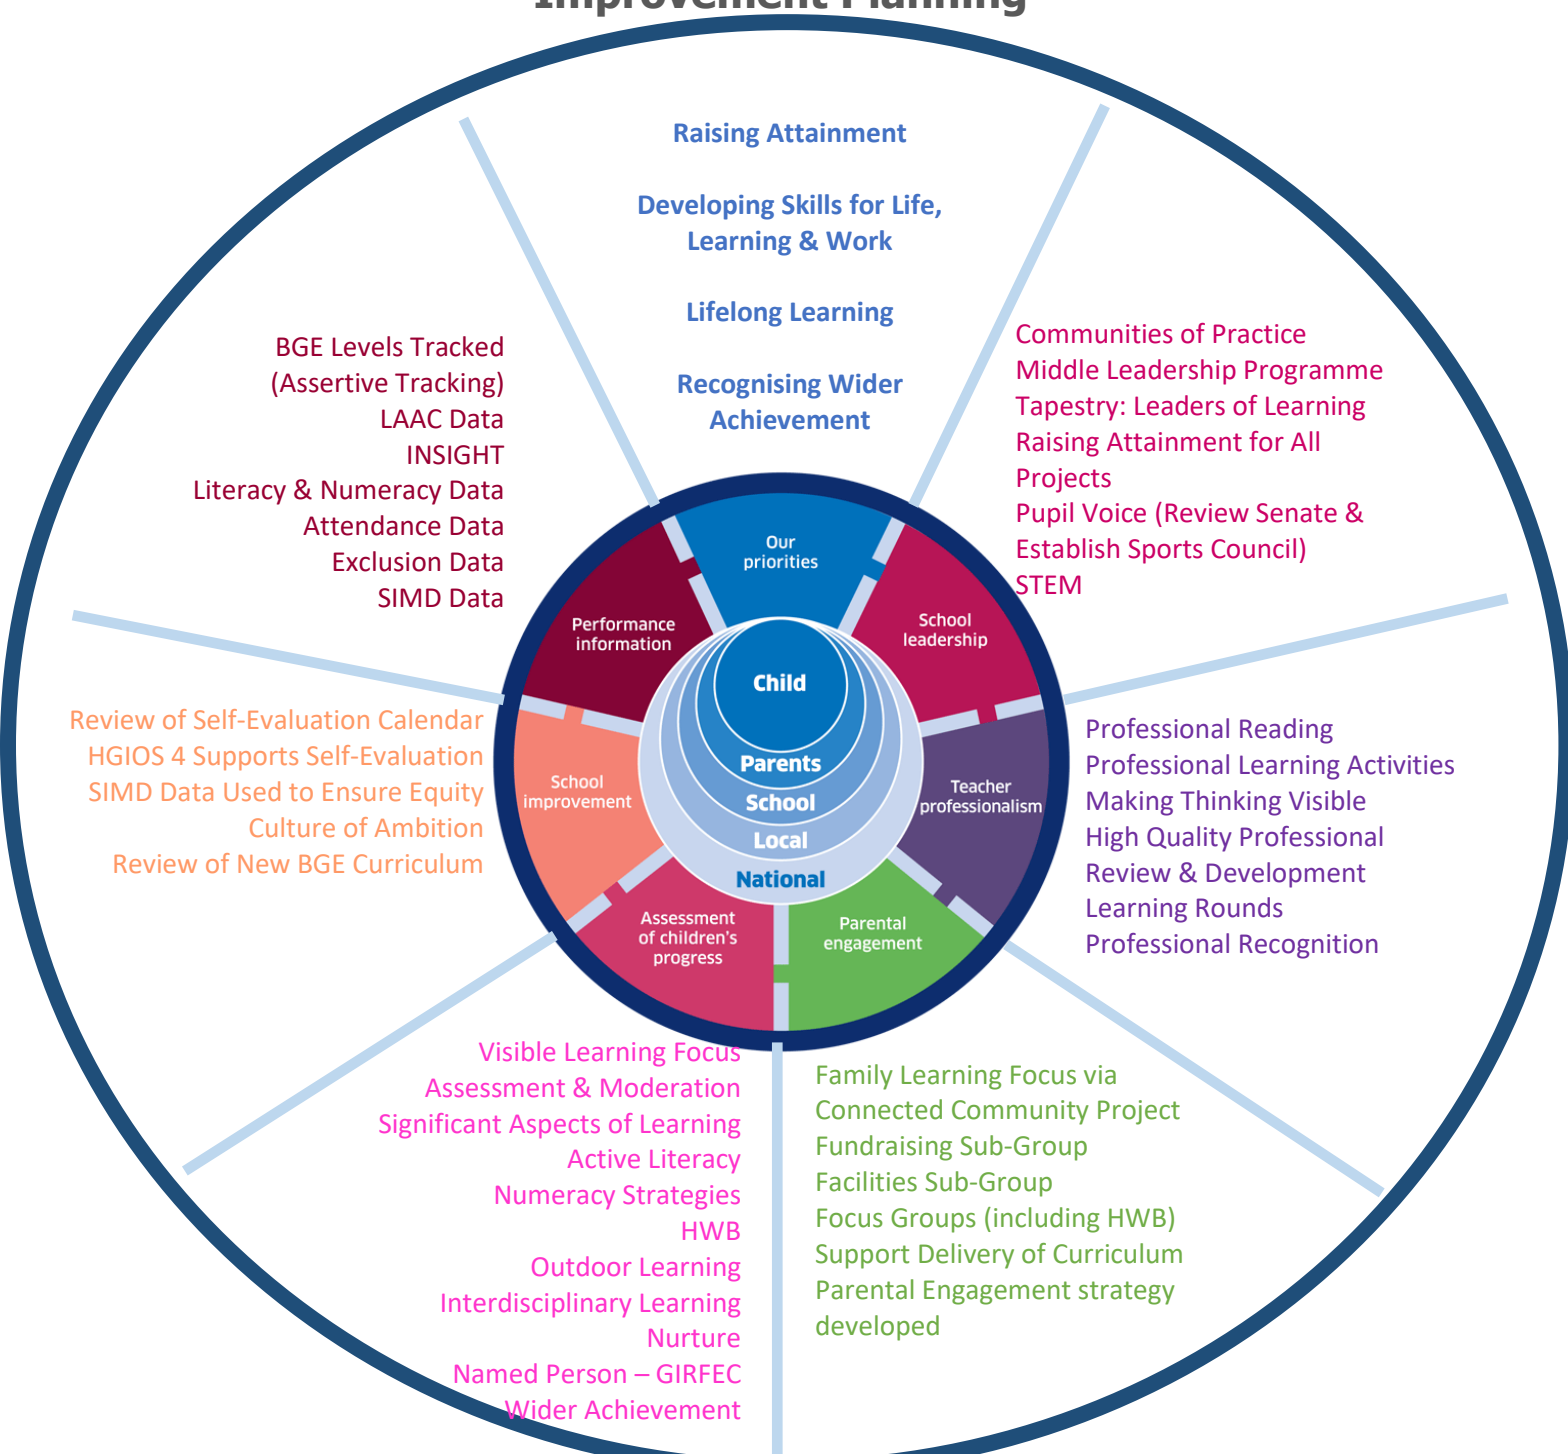 Improvement Planning
Raising Attainment
Developing Skills for Life,
Learning & Work
Lifelong Learning
Recognising Wider
Achievement
BGE Levels Tracked
(Assertive Tracking)
LAAC Data
INSIGHT
Literacy & Numeracy Data
Attendance Data
Exclusion Data
SIMD Data
Communities of Practice
Middle Leadership Programme
Tapestry: Leaders of Learning
Raising Attainment for All
Projects
Pupil Voice (Review Senate &
Establish Sports Council)
STEM
Our
priorities
Performance
information
School
leadership
School
improvement
Teacher
professionalism
Assessment
of children's
progress
Parental
engagement
Child
Parents
School
Local
National
Review of Self-Evaluation Calendar
HGIOS 4 Supports Self-Evaluation
SIMD Data Used to Ensure Equity
Culture of Ambition
Review of New BGE Curriculum
Professional Reading
Professional Learning Activities
Making Thinking Visible
High Quality Professional
Review & Development
Learning Rounds
Professional Recognition
Visible Learning Focus
Assessment & Moderation
Significant Aspects of Learning
Active Literacy
Numeracy Strategies
HWB
Outdoor Learning
Interdisciplinary Learning
Nurture
Named Person – GIRFEC
Wider Achievement
Family Learning Focus via
Connected Community Project
Fundraising Sub-Group
Facilities Sub-Group
Focus Groups (including HWB)
Support Delivery of Curriculum
Parental Engagement strategy
developed